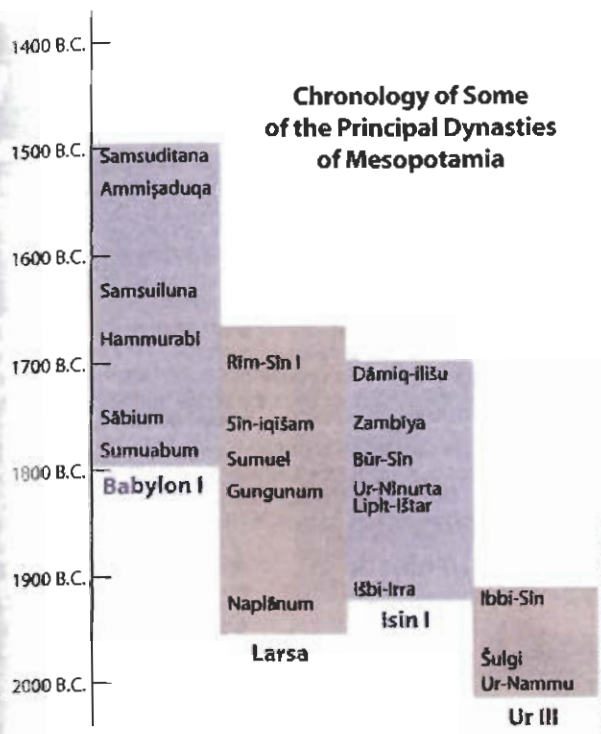 Chronology of Some
of the Principal Dynasties
of Mesopotamia
1400 B.C.
1500 B.C.
1600 B.C.
1700 B.C.
1800 B.C.
1900 B.C.
2000 B.C.
Samsuditana
Ammiṣaduqa
Samsuiluna
Hammurabi
Sābium
Sumuabum
Babylon I
Rīm-Sîn I
Sîn-iqīšam
Sumuel
Gungunum
Naplānum
Larsa
Dāmiq-ilišu
Zambīya
Būr-Sîn
Ur-Ninurta
Lipit-Ištar
Išbi-Irra
Isin I
Ibbi-Sîn
Šulgi
Ur-Nammu
Ur III